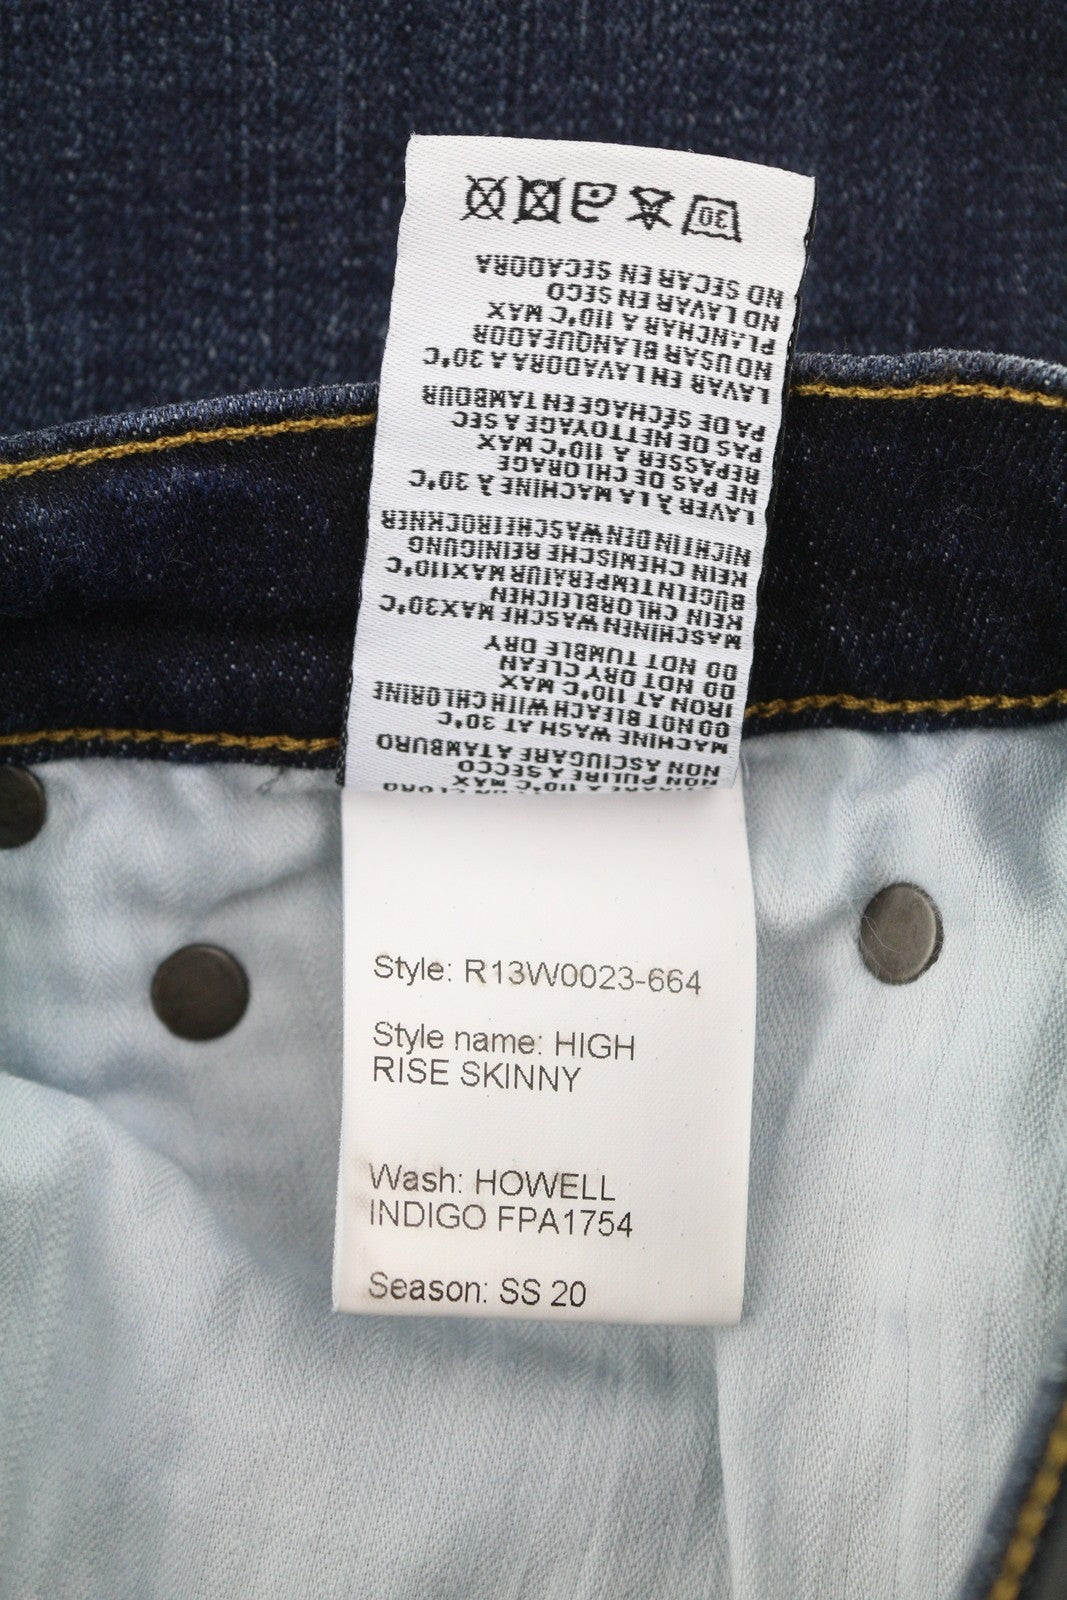 NON PULIRE A SECCO
NON ASCIUGARE A TAMBURO
MACHINE WASH AT 30°C
DO NOT BLEACH WITH CHLORINE
IRON AT 110°C MAX
DO NOT DRY CLEAN
DO NOT TUMBLE DRY
MASCHINEN WASCHE MAX30°C
KEIN CHLORBLEICHEN
BUGELN TEMPERATUR MAX110°C
KEIN CHEMISCHE REINIGUNG
NICHT IN DEN WASCHETROCKNER
LAVER À LA MACHINE À 30°C
NE PAS DE CHLORAGE
REPASSER A 110°C MAX
PAS DE NETTOYAGE A SEC
PA DE SÉCHAGE EN TAMBOUR
LAVAR EN LAVADORA A 30°C
NO USAR BLANQUEADOR
PLANCHAR A 110°C MAX
NO LAVAR EN SECO
NO SECAR EN SECADORA
30
Style: R13W0023-664
Style name: HIGH
RISE SKINNY
Wash: HOWELL
INDIGO FPA1754
Season: SS 20